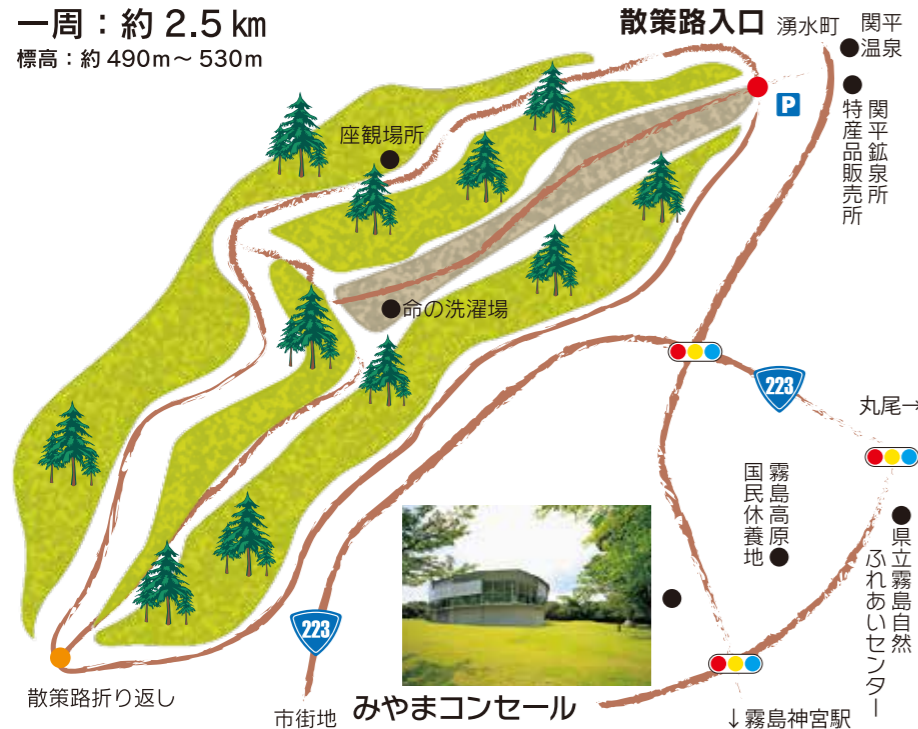 一周：約 2.5 km
標高：約 490m～ 530m
散策路入口
湧水町
関平
温泉
P
関平鉱泉所
特産品販売所
座観場所
命の洗濯場
223
丸尾→
霧島高原
国民休養地
県立霧島自然
ふれあいセンター
223
散策路折り返し
市街地
みやまコンセール
↓霧島神宮駅